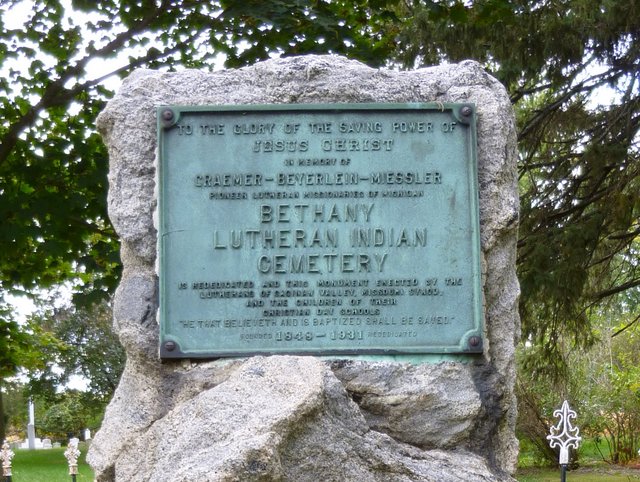 TO THE GLORY OF THE SAVING POWER OF
JESUS CHRIST
IN MEMORY OF
CRAEMER-BEYERLEIN-MIESSLER
PIONEER LUTHERAN MISSIONARIES OF MICHIGAN
BETHANY
LUTHERAN INDIAN
CEMETERY
IS REDEDICATED AND THIS MONUMENT ERECTED BY THE
LUTHERANS OF SAGINAW VALLEY, MISSOURI SYNOD,
AND THE CHILDREN OF THEIR
CHRISTIAN DAY SCHOOLS
"HE THAT BELIEVETH AND IS BAPTIZED SHALL BE SAVED."
FOUNDED 1848-1931 REDEDICATED